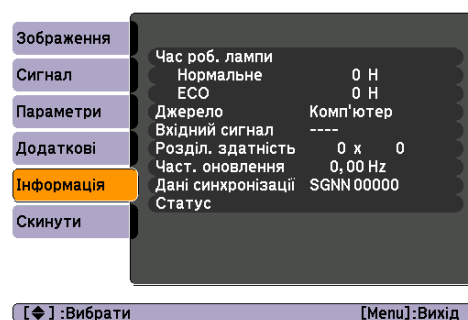 Зображення
Сигнал
Параметри
Додаткові
Інформація
Скинути
Час роб. лампи
Нормальне 0 H
ECO 0 H
Джерело Комп'ютер
Вхідний сигнал ----
Розділ. здатність 0 x 0
Част. оновлення 0,00 Hz
Дані синхронізації SGNN 00000
Статус
[◆] :Вибрати [Menu]:Вихід